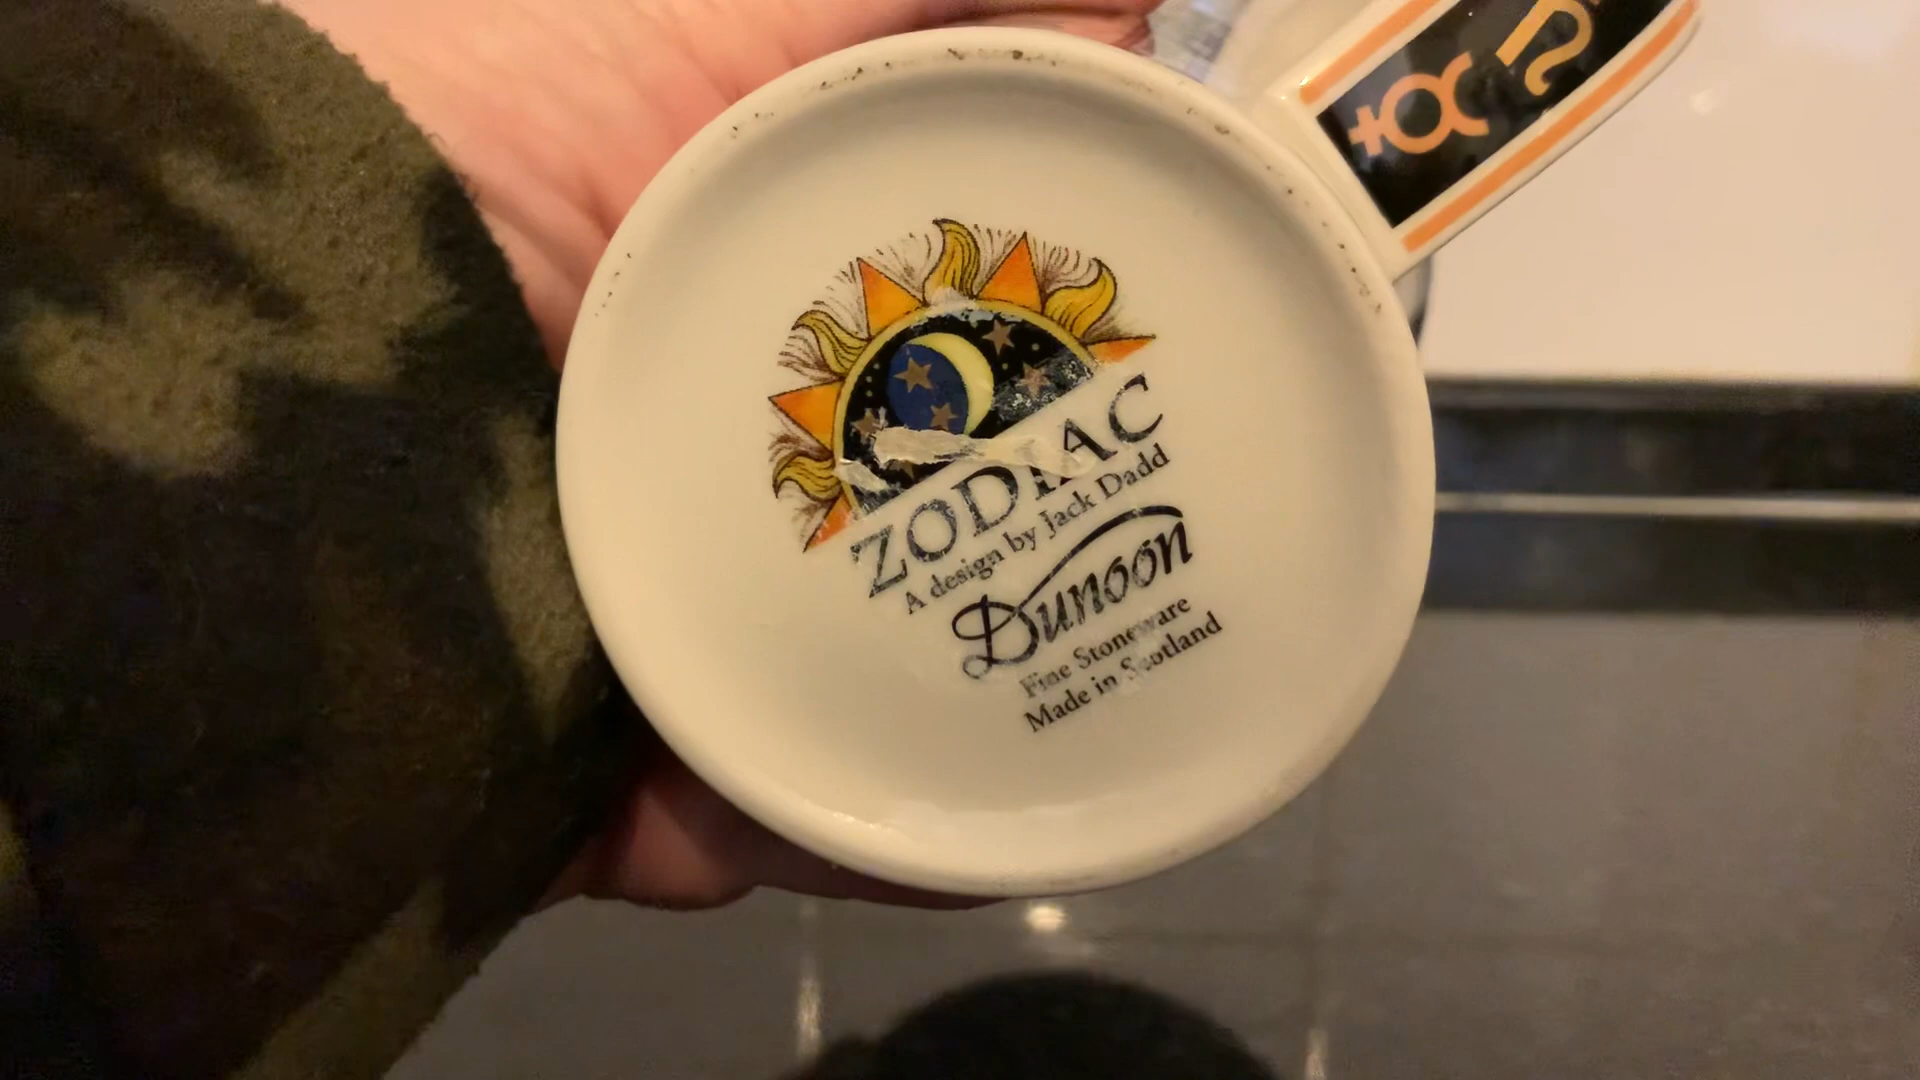 ZODIAC
A design by Jack Dadd
Dunoon
Fine Stoneware
Made in Scotland